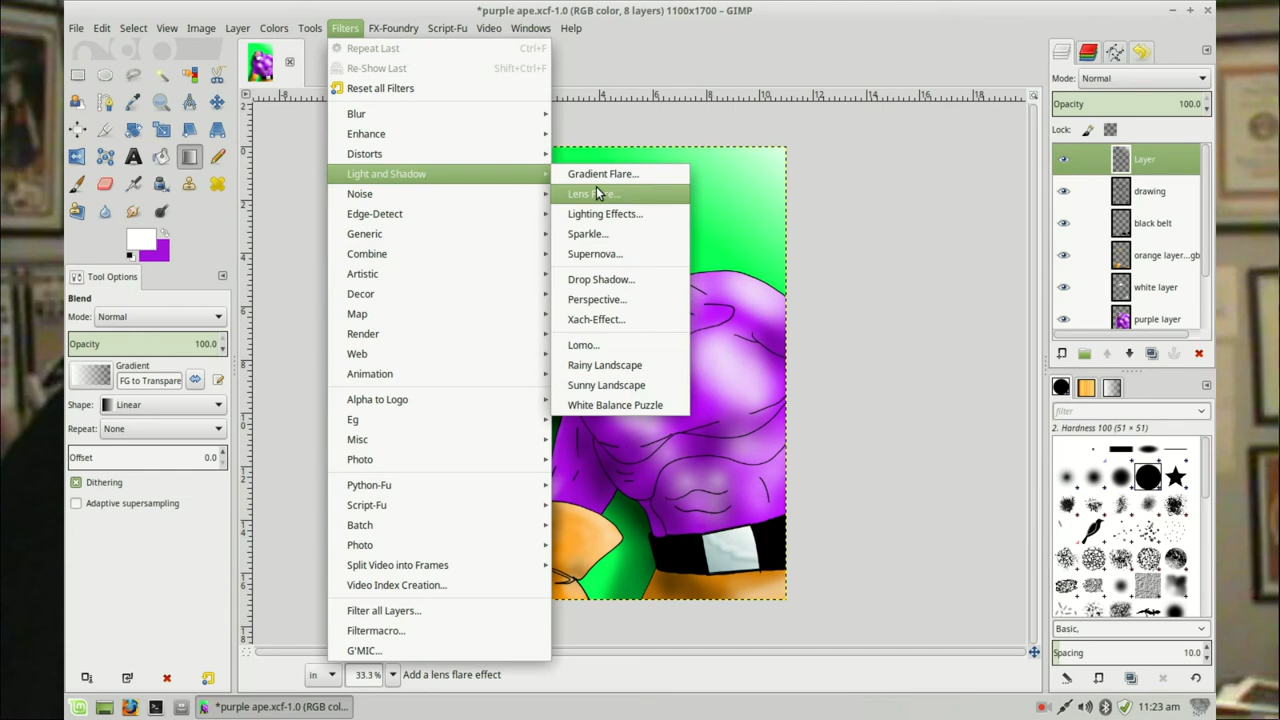 *purple ape.xcf-1.0 (RGB color, 8 layers) 1100x1700 – GIMP
File Edit Select View Image Layer Colors Tools Filters FX-Foundry Script-Fu Video Windows Help
Repeat Last Ctrl+F
Re-Show Last Shift+Ctrl+F
Reset all Filters
Blur
Enhance
Distorts
Light and Shadow
Noise
Edge-Detect
Generic
Combine
Artistic
Decor
Map
Render
Web
Animation
Alpha to Logo
Eg
Misc
Photo
Python-Fu
Script-Fu
Batch
Photo
Split Video into Frames
Video Index Creation...
Filter all Layers...
Filtermacro...
G'MIC...
Gradient Flare...
Lighting Effects...
Sparkle...
Supernova...
Drop Shadow...
Perspective...
Xach-Effect...
Lomo...
Rainy Landscape
Sunny Landscape
White Balance Puzzle
Tool Options
Blend
Mode: Normal
Opacity 100.0
Gradient
FG to Transpare
Shape: Linear
Repeat: None
Offset 0.0
Dithering
Adaptive supersampling
Mode: Normal
Opacity 100.0
Lock:
Layer
drawing
black belt
orange layer...gb
white layer
purple layer
filter
2. Hardness 100 (51 × 51)
Basic,
Spacing 10.0
in 33.3 % Add a lens flare effect
*purple ape.xcf-1.0 (RGB col... 11:23 am